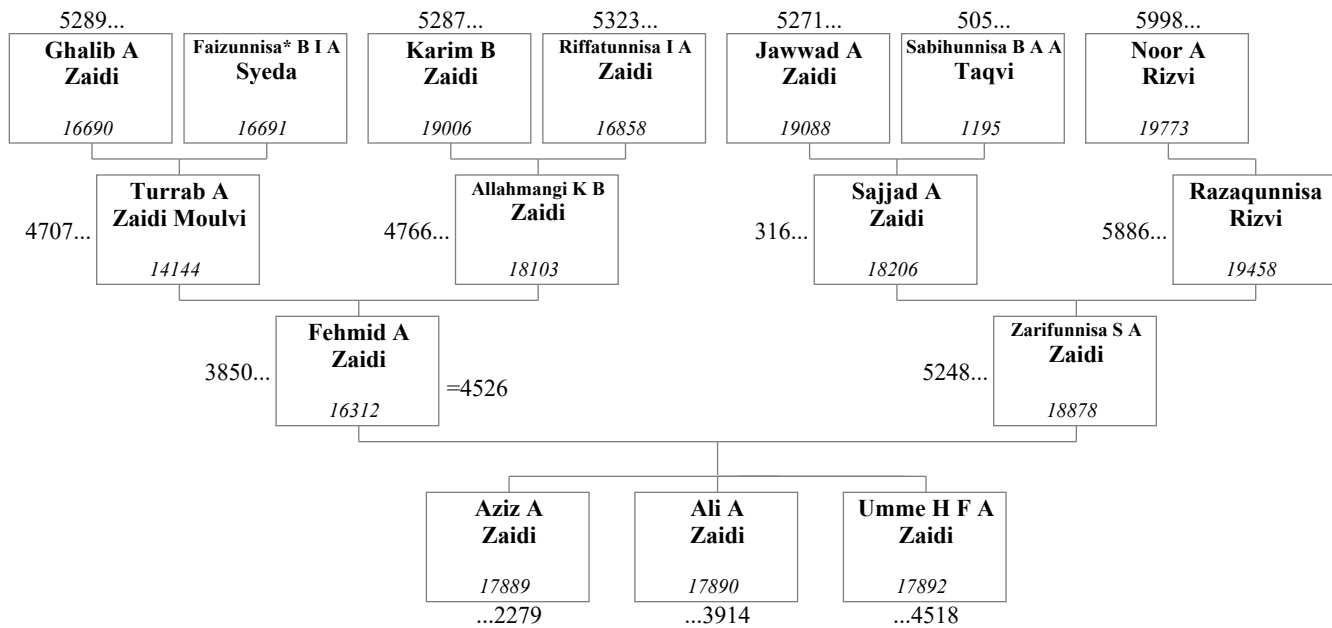 5289... 5287... 5323... 5271... 505... 5998...
Ghalib A
Zaidi
16690
Faizunnisa* B I A
Syeda
16691
Karim B
Zaidi
19006
Riffatunnisa I A
Zaidi
16858
Jawwad A
Zaidi
19088
Sabihunnisa B A A
Taqvi
1195
Noor A
Rizvi
19773
4707...
Turrab A
Zaidi Moulvi
14144
4766...
Allahmangi K B
Zaidi
18103
316...
Sajjad A
Zaidi
18206
5886...
Razaqunnisa
Rizvi
19458
3850...
Fehmid A
Zaidi
16312
=4526
5248...
Zarifunnisa S A
Zaidi
18878
Aziz A
Zaidi
17889
...2279
Ali A
Zaidi
17890
...3914
Umme H F A
Zaidi
17892
...4518